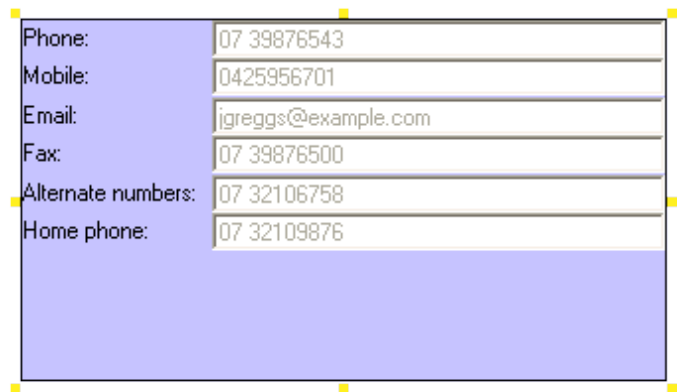 Phone: 07 39876543
Mobile: 0425956701
Email: jgreggs@example.com
Fax: 07 39876500
Alternate numbers: 07 32106758
Home phone: 07 32109876